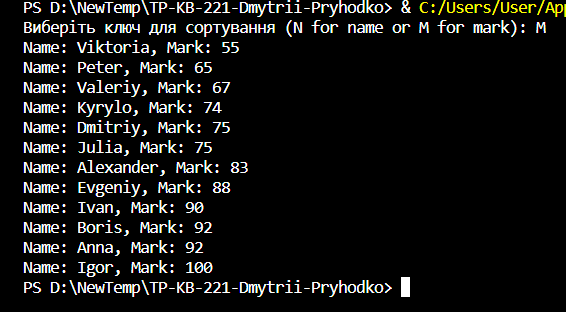 PS D:\NewTemp\TP-KB-221-Dmytrii-Pryhodko> & C:/Users/User/Ap
Виберіть ключ для сортування (N for name or M for mark): M
Name: Viktoria, Mark: 55
Name: Peter, Mark: 65
Name: Valeriy, Mark: 67
Name: Kyrylo, Mark: 74
Name: Dmitriy, Mark: 75
Name: Julia, Mark: 75
Name: Alexander, Mark: 83
Name: Evgeniy, Mark: 88
Name: Ivan, Mark: 90
Name: Boris, Mark: 92
Name: Anna, Mark: 92
Name: Igor, Mark: 100
PS D:\NewTemp\TP-KB-221-Dmytrii-Pryhodko>